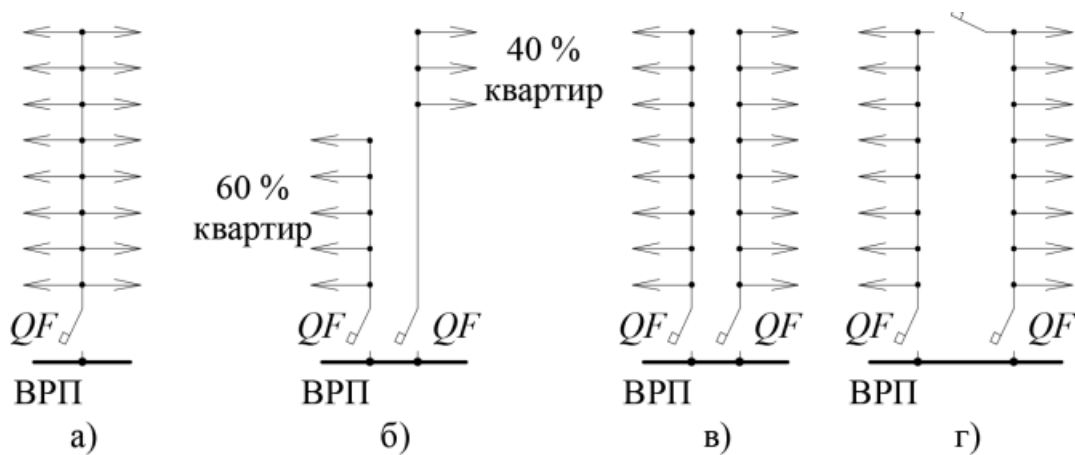 40 %
квартир
60 %
квартир
QF
QF
QF
QF
QF
QF
QF
ВРП
ВРП
ВРП
ВРП
а)
б)
в)
г)